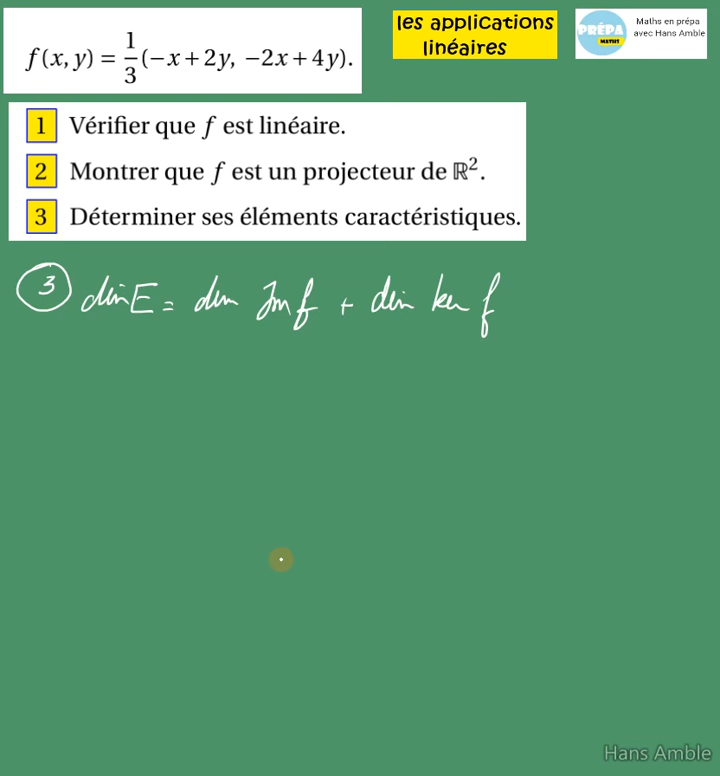 f(x, y) = \frac{1}{3}(−x + 2y, −2x + 4y).
les applications
linéaires
PRÉPA
MATHS
Maths en prépa
avec Hans Amble
1 Vérifier que f est linéaire.
2 Montrer que f est un projecteur de ℝ².
3 Déterminer ses éléments caractéristiques.
3 dim E = dim Im f + dim ker f
Hans Amble